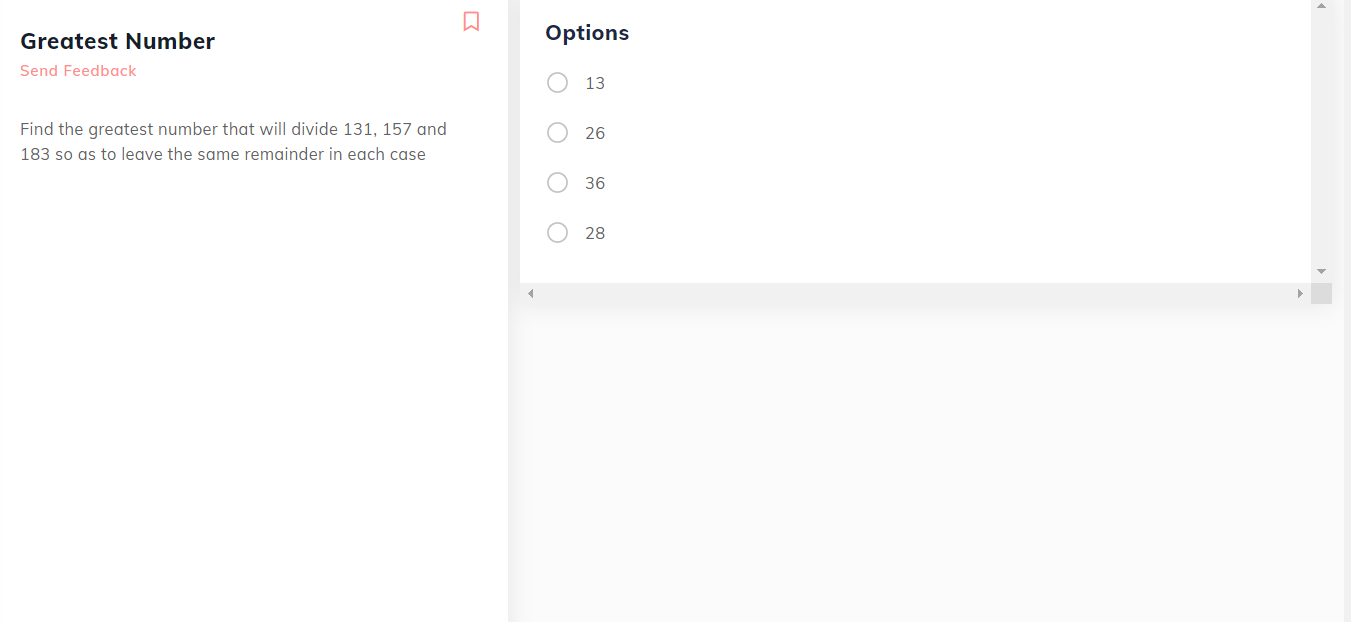 Greatest Number
Send Feedback
Find the greatest number that will divide 131, 157 and
183 so as to leave the same remainder in each case
Options
13
26
36
28